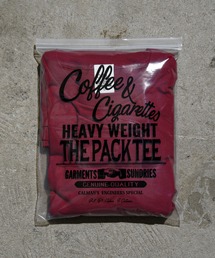 Coffee &
Cigarettes
HEAVY WEIGHT
THE PACK TEE
GARMENTS SUNDRIES
GENUINE QUALITY